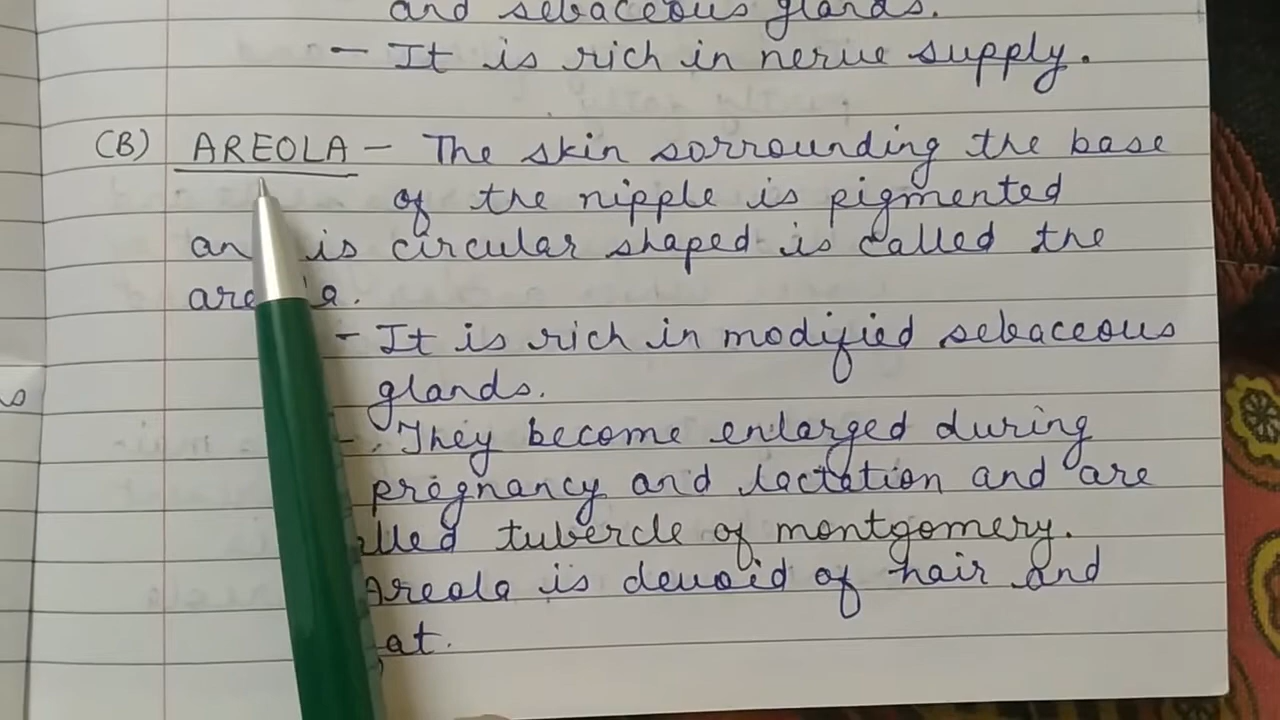 and sebaceous glands.
- It is rich in nerve supply.
(B) AREOLA - The skin sorrounding the base
of the nipple is pigmented
an is circular shaped is called the
are a.
- It is rich in modified sebaceous
glands.
- They become enlarged during
pregnancy and lactation and are
lled tubercle of montgomery.
Areola is devoid of hair and
at.